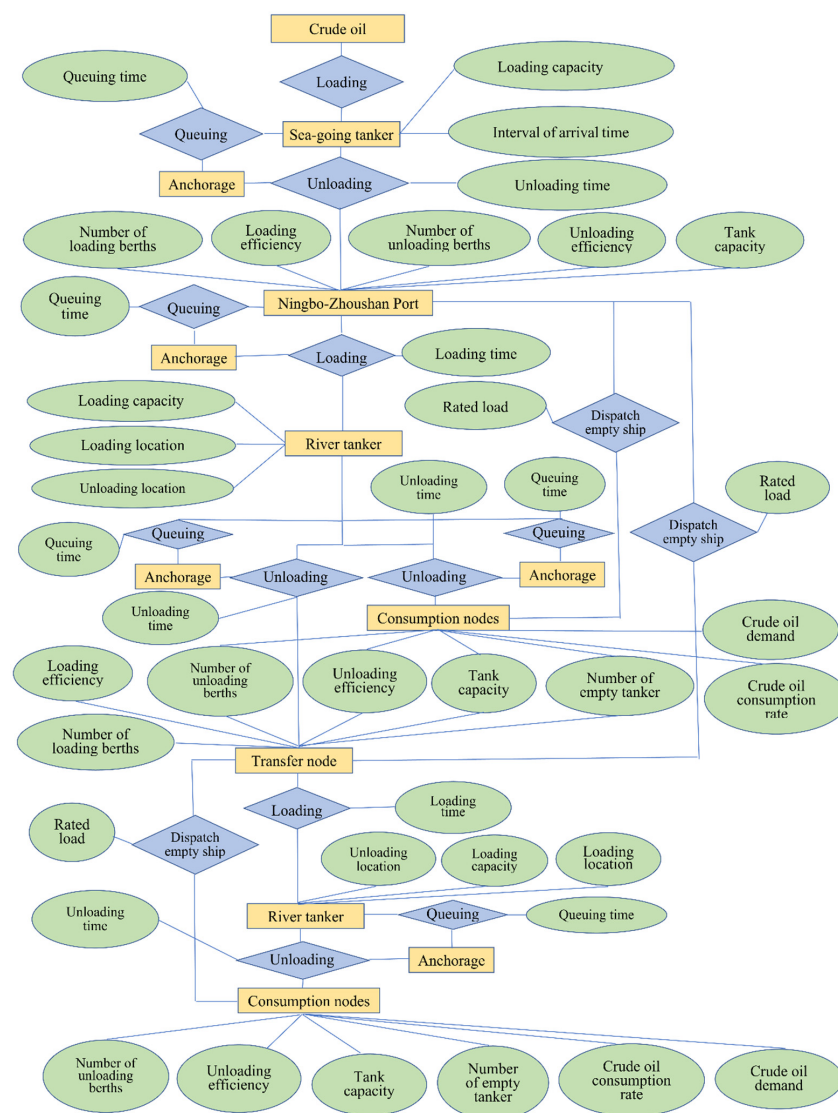 Crude oil
Queuing time
Loading
Loading capacity
Queuing
Sea-going tanker
Interval of arrival time
Anchorage
Unloading
Unloading time
Number of
loading berths
Loading
efficiency
Number of
unloading berths
Unloading
efficiency
Tank
capacity
Queuing
time
Queuing
Ningbo-Zhoushan Port
Anchorage
Loading
Loading time
Loading capacity
Rated load
Dispatch
empty ship
Loading location
River tanker
Unloading location
Unloading
time
Queuing
time
Rated
load
Dispatch
empty ship
Queuing
time
Queuing
Queuing
Anchorage
Unloading
Unloading
Anchorage
Unloading
time
Consumption nodes
Crude oil
demand
Loading
efficiency
Number of
unloading
berths
Unloading
efficiency
Tank
capacity
Number of
empty tanker
Crude oil
consumption
rate
Number of
loading berths
Transfer node
Rated
load
Dispatch
empty ship
Loading
Loading
time
Unloading
location
Loading
capacity
Loading
location
Unloading
time
River tanker
Queuing
Queuing time
Unloading
Anchorage
Consumption nodes
Number of
unloading
berths
Unloading
efficiency
Tank
capacity
Number
of empty
tanker
Crude oil
consumption
rate
Crude oil
demand